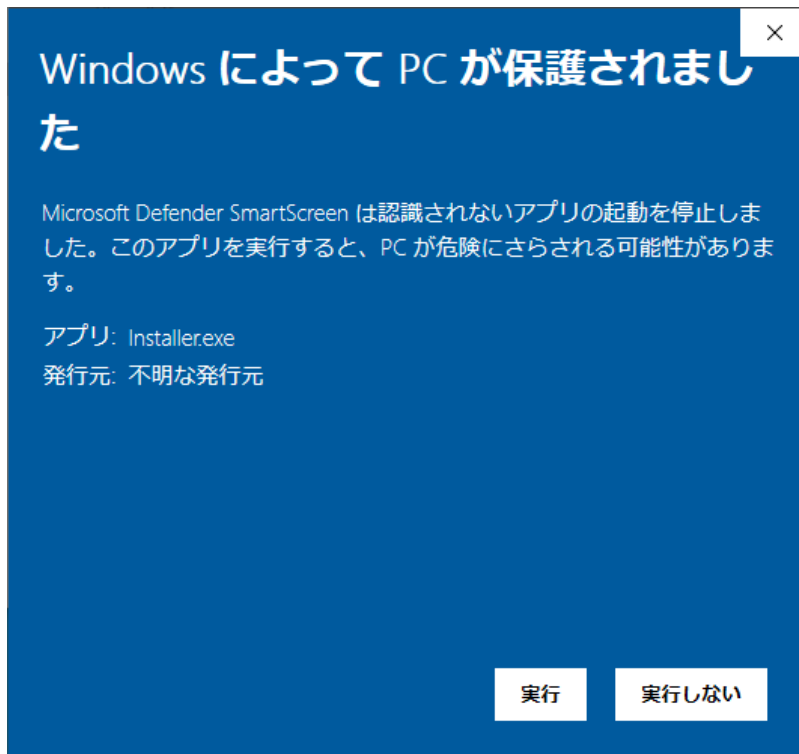 Windows によって PC が保護されまし
た
Microsoft Defender SmartScreen は認識されないアプリの起動を停止しま
した。このアプリを実行すると、PC が危険にさらされる可能性がありま
す。
アプリ: Installer.exe
発行元: 不明な発行元
実行 実行しない